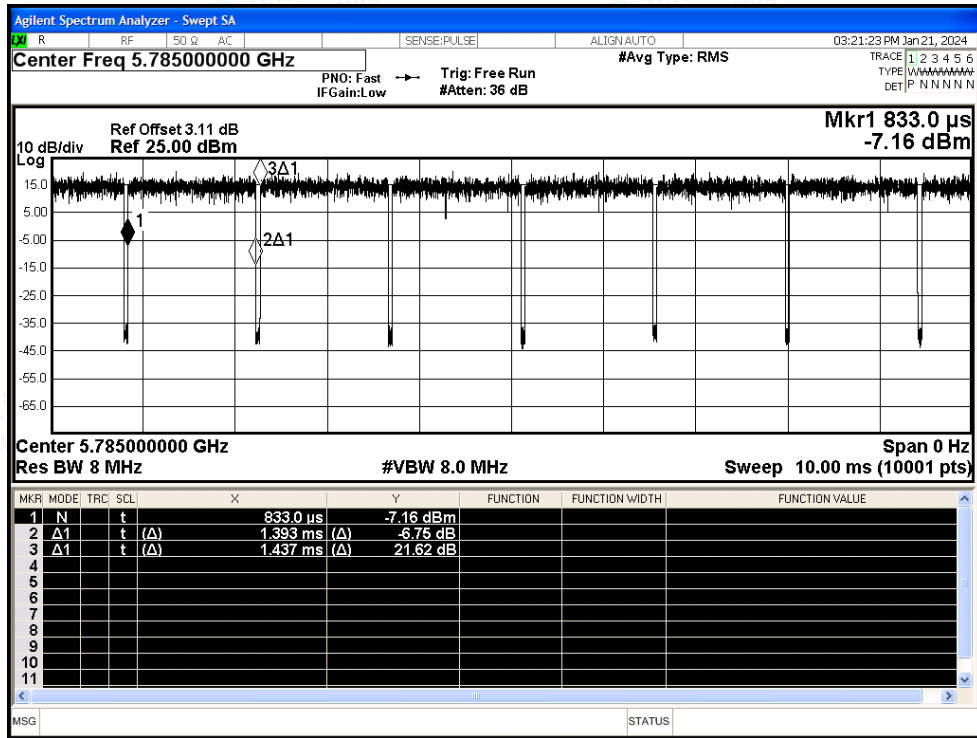 Agilent Spectrum Analyzer - Swept SA
LXI R RF 50 Ω AC SENSE:PULSE ALIGN AUTO 03:21:23 PM Jan 21, 2024
Center Freq 5.785000000 GHz #Avg Type: RMS TRACE 1 2 3 4 5 6
PNO: Fast Trig: Free Run TYPE WWWWWW
IFGain:Low #Atten: 36 dB DET P N N N N N
Mkr1 833.0 µs
Ref Offset 3.11 dB
10 dB/div Ref 25.00 dBm -7.16 dBm
Log
3Δ1
15.0
5.00
1
2Δ1
-5.00
-15.0
-25.0
-35.0
-45.0
-55.0
-65.0
Center 5.785000000 GHz Span 0 Hz
Res BW 8 MHz #VBW 8.0 MHz Sweep 10.00 ms (10001 pts)
MKR MODE TRC SCL X Y FUNCTION FUNCTION WIDTH FUNCTION VALUE
1 N t 833.0 µs -7.16 dBm
2 Δ1 t (Δ) 1.393 ms (Δ) -6.75 dB
3 Δ1 t (Δ) 1.437 ms (Δ) 21.62 dB
4
5
6
7
8
9
10
11
MSG STATUS